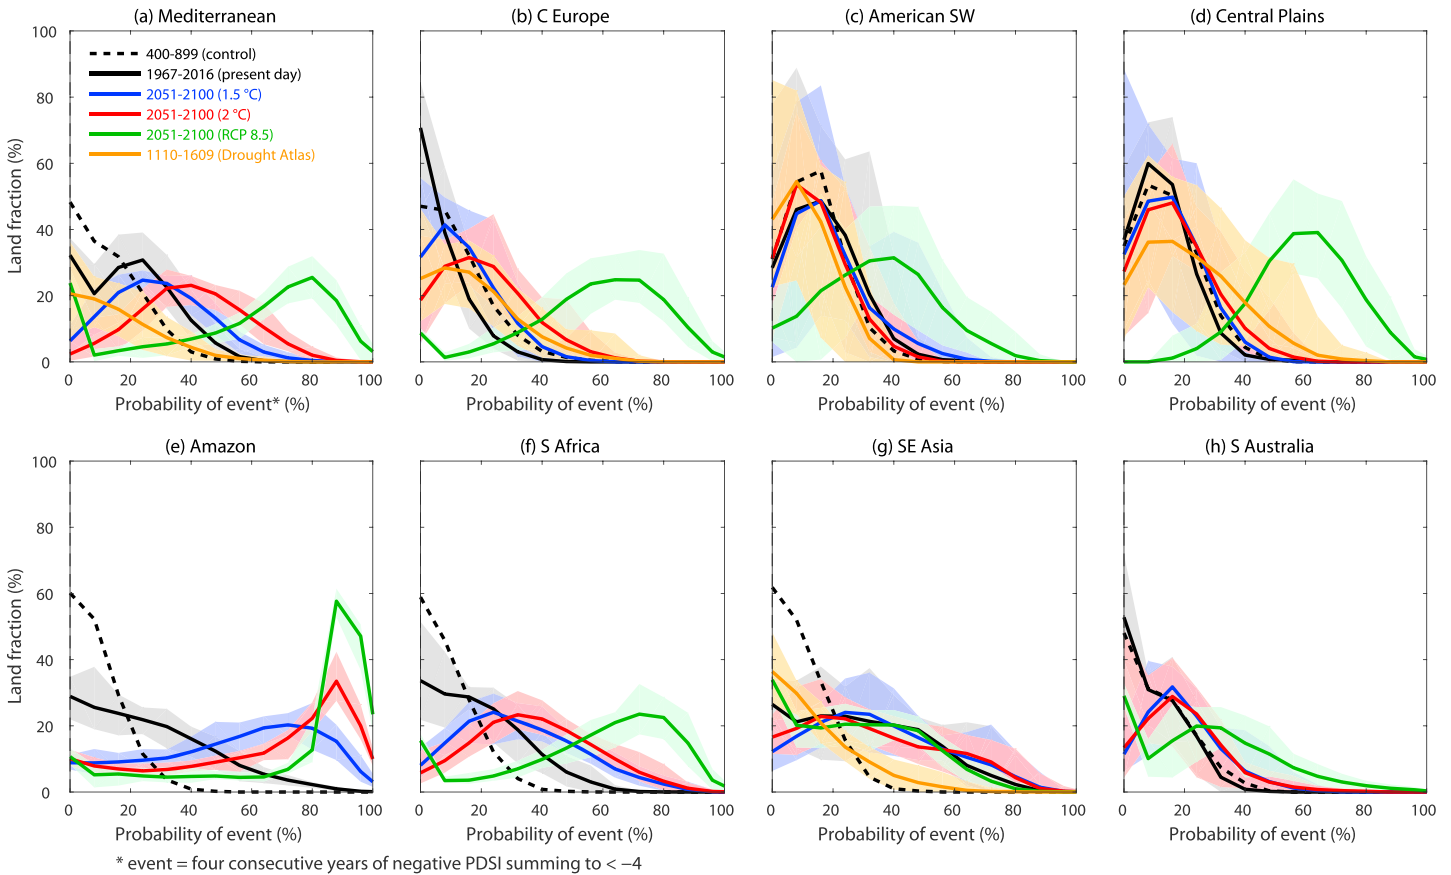 (a) Mediterranean
(b) C Europe
(c) American SW
(d) Central Plains
Land fraction (%)
100
80
60
40
20
0
400-899 (control)
1967-2016 (present day)
2051-2100 (1.5 °C)
2051-2100 (2 °C)
2051-2100 (RCP 8.5)
1110-1609 (Drought Atlas)
0 20 40 60 80 100
0 20 40 60 80 100
0 20 40 60 80 100
0 20 40 60 80 100
Probability of event* (%)
Probability of event (%)
Probability of event (%)
Probability of event (%)
(e) Amazon
(f) S Africa
(g) SE Asia
(h) S Australia
Land fraction (%)
100
80
60
40
20
0
0 20 40 60 80 100
0 20 40 60 80 100
0 20 40 60 80 100
0 20 40 60 80 100
Probability of event (%)
Probability of event (%)
Probability of event (%)
Probability of event (%)
* event = four consecutive years of negative PDSI summing to < −4